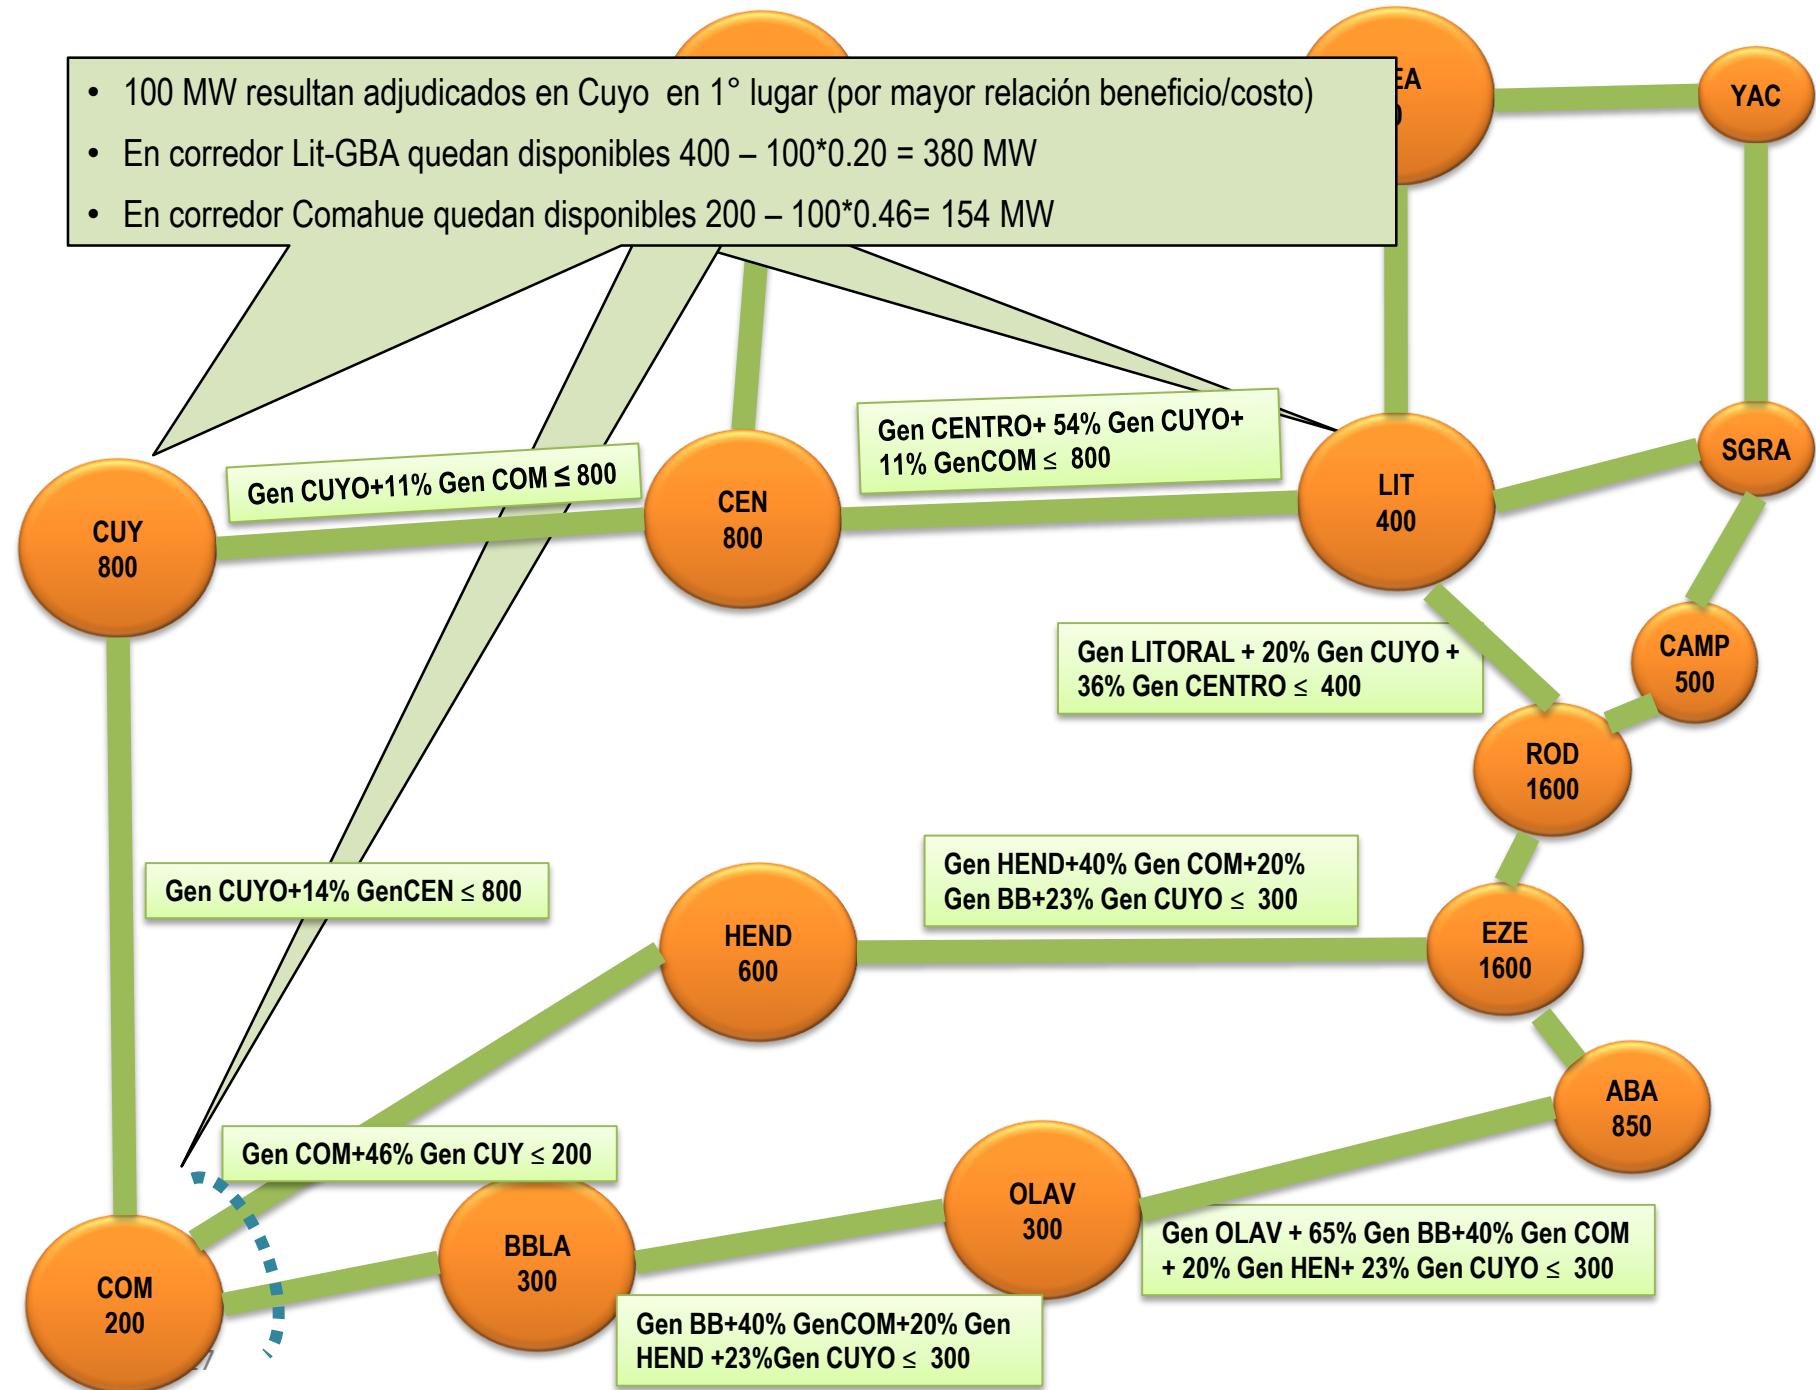 • 100 MW resultan adjudicados en Cuyo en 1° lugar (por mayor relación beneficio/costo)
• En corredor Lit-GBA quedan disponibles 400 – 100*0.20 = 380 MW
• En corredor Comahue quedan disponibles 200 – 100*0.46= 154 MW
YAC
Gen CENTRO+ 54% Gen CUYO+
11% GenCOM ≤ 800
SGRA
Gen CUYO+11% Gen COM ≤ 800
LIT
400
CEN
800
CUY
800
Gen LITORAL + 20% Gen CUYO +
36% Gen CENTRO ≤ 400
CAMP
500
ROD
1600
Gen CUYO+14% GenCEN ≤ 800
Gen HEND+40% Gen COM+20%
Gen BB+23% Gen CUYO ≤ 300
HEND
600
EZE
1600
ABA
850
Gen COM+46% Gen CUY ≤ 200
OLAV
300
BBLA
300
Gen OLAV + 65% Gen BB+40% Gen COM
+ 20% Gen HEN+ 23% Gen CUYO ≤ 300
COM
200
Gen BB+40% GenCOM+20% Gen
HEND +23%Gen CUYO ≤ 300